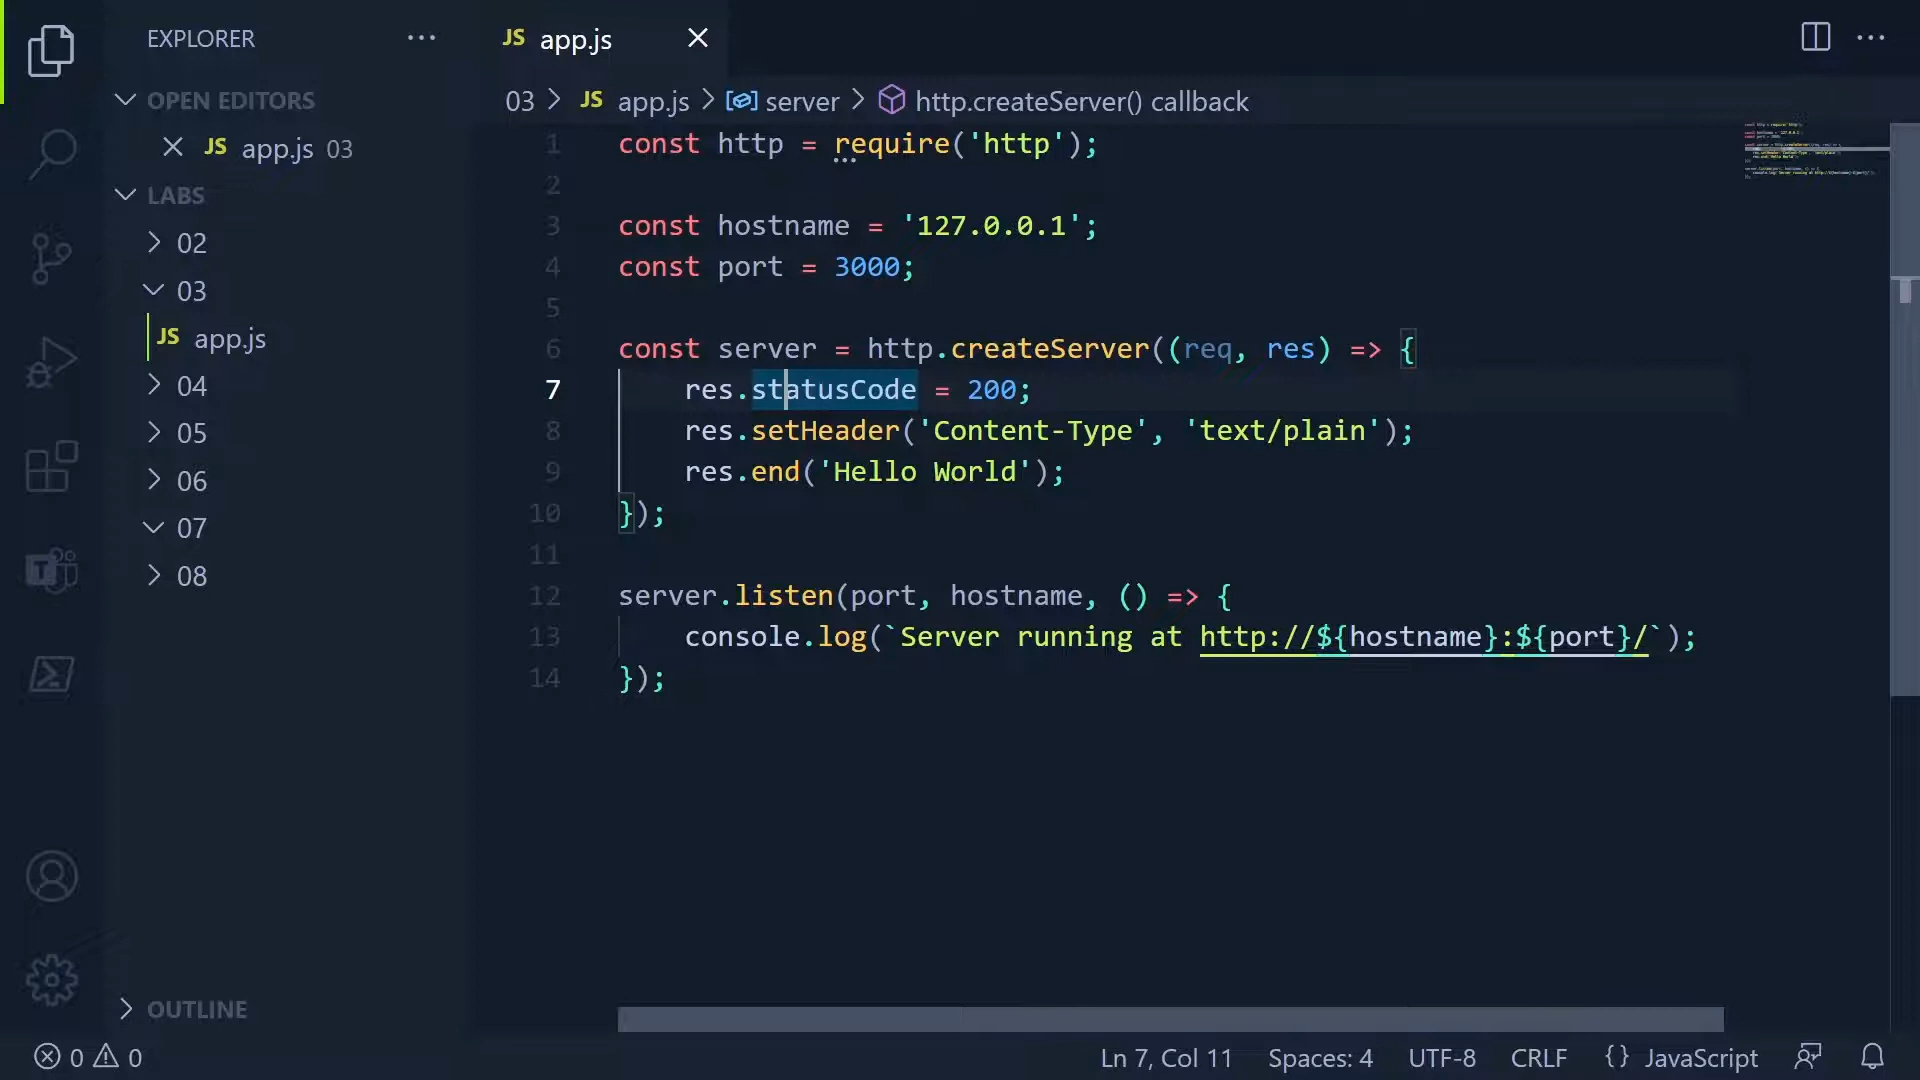 EXPLORER
OPEN EDITORS
JS app.js 03
LABS
02
03
JS app.js
04
05
06
07
08
OUTLINE
JS app.js
03 > JS app.js > server > http.createServer() callback
1 const http = require('http');
2
3 const hostname = '127.0.0.1';
4 const port = 3000;
5
6 const server = http.createServer((req, res) => {
7     res.statusCode = 200;
8     res.setHeader('Content-Type', 'text/plain');
9     res.end('Hello World');
10 });
11
12 server.listen(port, hostname, () => {
13     console.log(`Server running at http://${hostname}:${port}/`);
14 });
0 0 Ln 7, Col 11 Spaces: 4 UTF-8 CRLF {} JavaScript